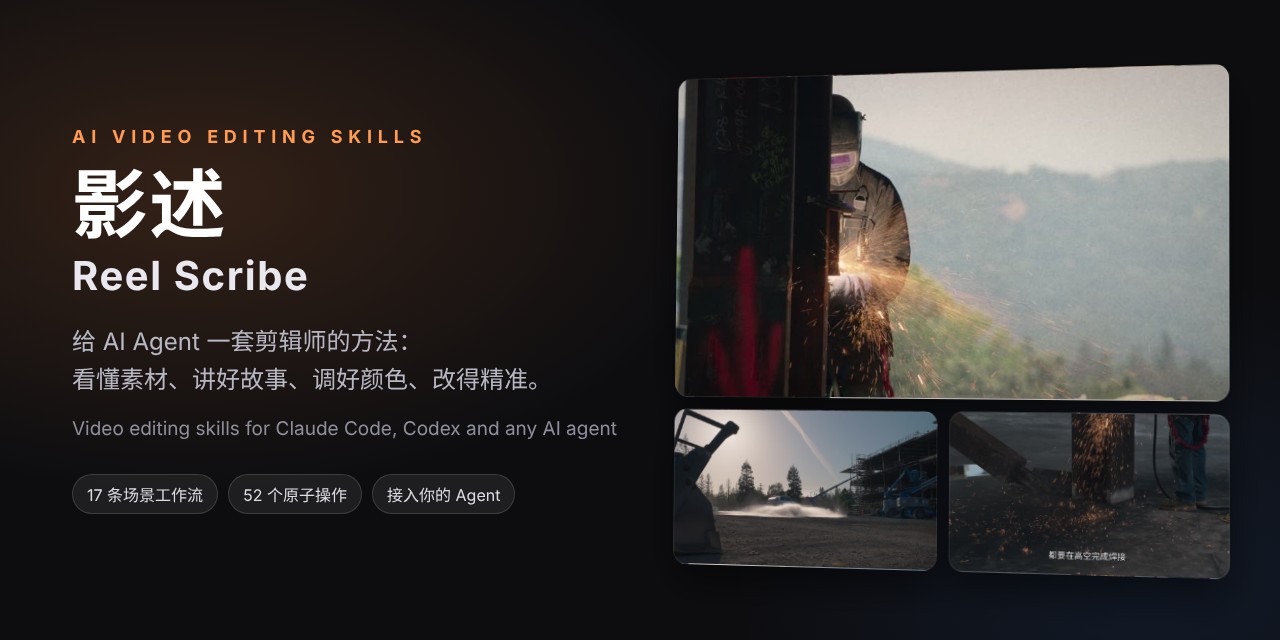 AI VIDEO EDITING SKILLS
影述
Reel Scribe
给 AI Agent 一套剪辑师的方法：
看懂素材、讲好故事、调好颜色、改得精准。
Video editing skills for Claude Code, Codex and any AI agent
17 条场景工作流
52 个原子操作
接入你的 Agent
都要在高空完成焊接